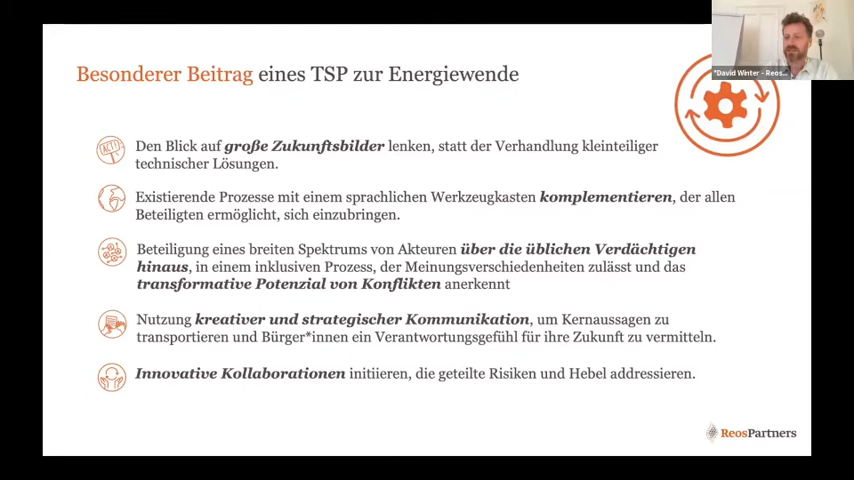 Besonderer Beitrag eines TSP zur Energiewende
*David Winter - Reos...
ACT!
Den Blick auf große Zukunftsbilder lenken, statt der Verhandlung kleinteiliger
technischer Lösungen.
Existierende Prozesse mit einem sprachlichen Werkzeugkasten komplementieren, der allen
Beteiligten ermöglicht, sich einzubringen.
Beteiligung eines breiten Spektrums von Akteuren über die üblichen Verdächtigen
hinaus, in einem inklusiven Prozess, der Meinungsverschiedenheiten zulässt und das
transformative Potenzial von Konflikten anerkennt
Nutzung kreativer und strategischer Kommunikation, um Kernaussagen zu
transportieren und Bürger*innen ein Verantwortungsgefühl für ihre Zukunft zu vermitteln.
Innovative Kollaborationen initiieren, die geteilte Risiken und Hebel addressieren.
ReosPartners